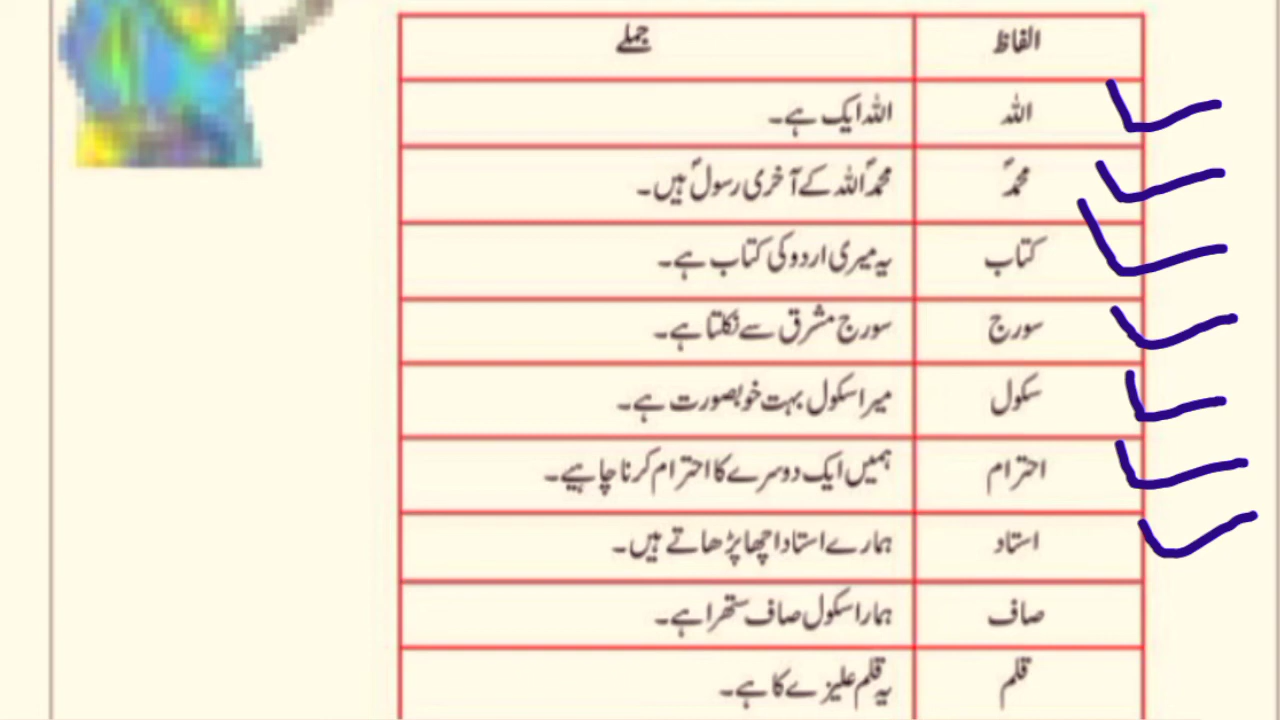 الفاظ جملے
اللہ اللہ ایک ہے۔
محمدؐ محمدؐ اللہ کے آخری رسولؐ ہیں۔
کتاب یہ میری اردو کی کتاب ہے۔
سورج سورج مشرق سے نکلتا ہے۔
سکول میرا سکول بہت خوبصورت ہے۔
احترام ہمیں ایک دوسرے کا احترام کرنا چاہیے۔
استاد ہمارے استاد اچھا پڑھاتے ہیں۔
صاف ہمارا سکول صاف ستھرا ہے۔
قلم یہ قلم علیزے کا ہے۔